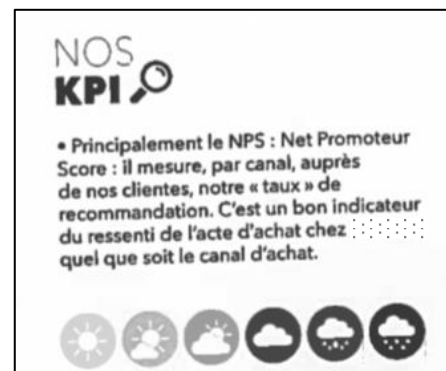 NOS
KPI
• Principalement le NPS : Net Promoteur
Score : il mesure, par canal, auprès
de nos clientes, notre « taux » de
recommandation. C'est un bon indicateur
du ressenti de l'acte d'achat chez
quel que soit le canal d'achat.